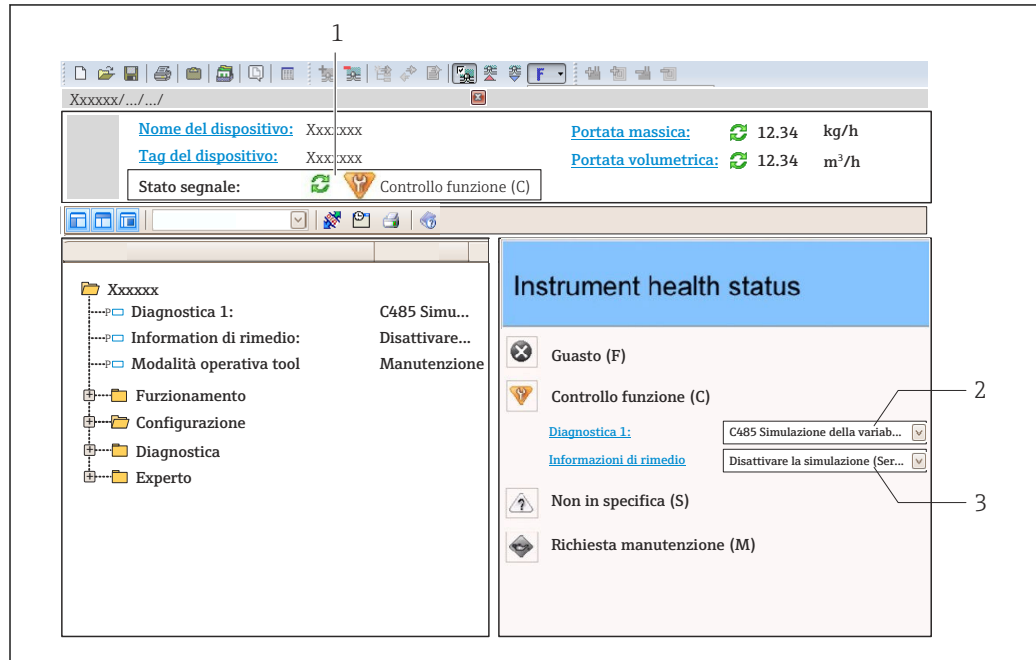 1
F
Xxxxxx/.../.../
Nome del dispositivo: Xxxxxxx Portata massica: 12.34 kg/h
Tag del dispositivo: Xxxxxxx Portata volumetrica: 12.34 m³/h
Stato segnale: Controllo funzione (C)
Xxxxxx
Diagnostica 1: C485 Simu...
Information di rimedio: Disattivare...
Modalità operativa tool Manutenzione
Furzionamento
Configurazione
Diagnostica
Experto
Instrument health status
Guasto (F)
Controllo funzione (C)
2
Diagnostica 1: C485 Simulazione della variab...
Informazioni di rimedio Disattivare la simulazione (Ser...
3
Non in specifica (S)
Richiesta manutenzione (M)